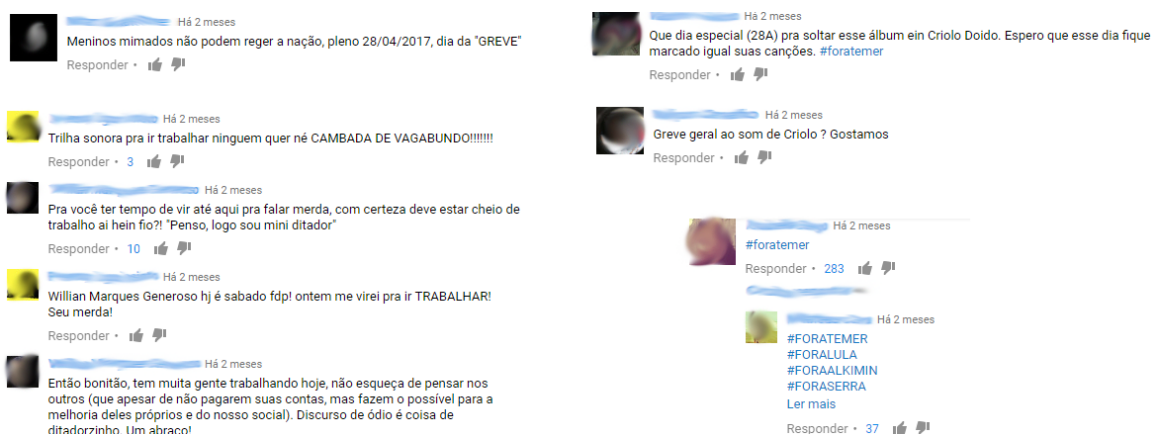 Há 2 meses
Meninos mimados não podem reger a nação, pleno 28/04/2017, dia da "GREVE"
Responder •
Há 2 meses
Trilha sonora pra ir trabalhar ninguem quer né CAMBADA DE VAGABUNDO!!!!!!!
Responder • 3
Há 2 meses
Pra você ter tempo de vir até aqui pra falar merda, com certeza deve estar cheio de
trabalho ai hein fio?! "Penso, logo sou mini ditador"
Responder • 10
Há 2 meses
Willian Marques Generoso hj é sabado fdp! ontem me virei pra ir TRABALHAR!
Seu merda!
Responder •
Há 2 meses
Então bonitão, tem muita gente trabalhando hoje, não esqueça de pensar nos
outros (que apesar de não pagarem suas contas, mas fazem o possível para a
melhoria deles próprios e do nosso social). Discurso de ódio é coisa de
ditadorzinho. Um abraço!
Há 2 meses
Que dia especial (28A) pra soltar esse álbum ein Criolo Doido. Espero que esse dia fique
marcado igual suas canções. #foratemer
Responder •
Há 2 meses
Greve geral ao som de Criolo ? Gostamos
Responder •
Há 2 meses
#foratemer
Responder • 283
Há 2 meses
#FORATEMER
#FORALULA
#FORAALKIMIN
#FORASERRA
Ler mais
Responder • 37